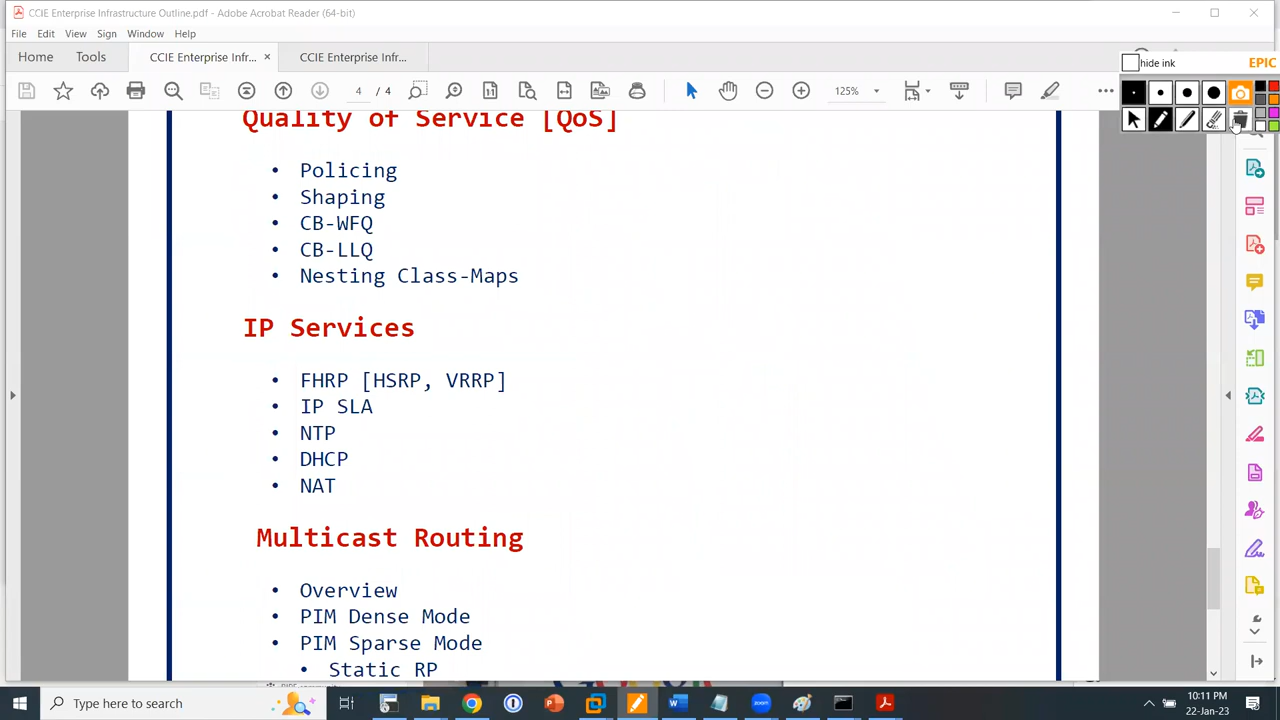 CCIE Enterprise Infrastructure Outline.pdf - Adobe Acrobat Reader (64-bit)
File Edit View Sign Window Help
Home Tools CCIE Enterprise Infr... × CCIE Enterprise Infr...
hide ink EPIC
4 / 4 125%
Quality of Service [QoS]
• Policing
• Shaping
• CB-WFQ
• CB-LLQ
• Nesting Class-Maps
IP Services
• FHRP [HSRP, VRRP]
• IP SLA
• NTP
• DHCP
• NAT
Multicast Routing
• Overview
• PIM Dense Mode
• PIM Sparse Mode
• Static RP
Type here to search
zoom
10:11 PM
22-Jan-23